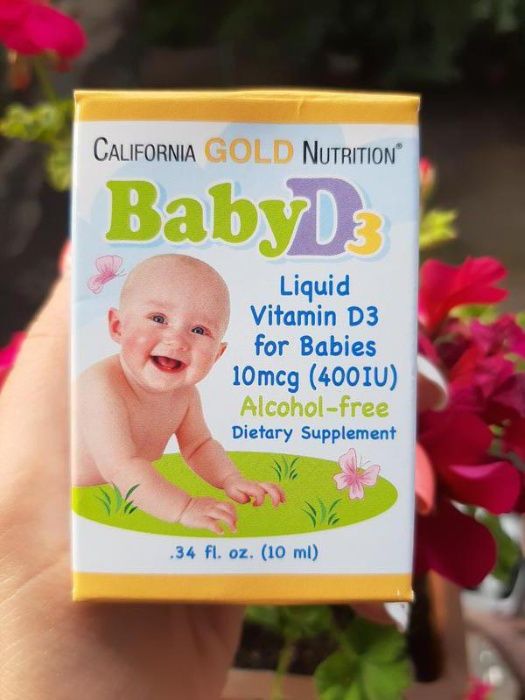 CALIFORNIA GOLD NUTRITION®
BabyD3
Liquid
Vitamin D3
for Babies
10mcg (400IU)
Alcohol-free
Dietary Supplement
.34 fl. oz. (10 ml)